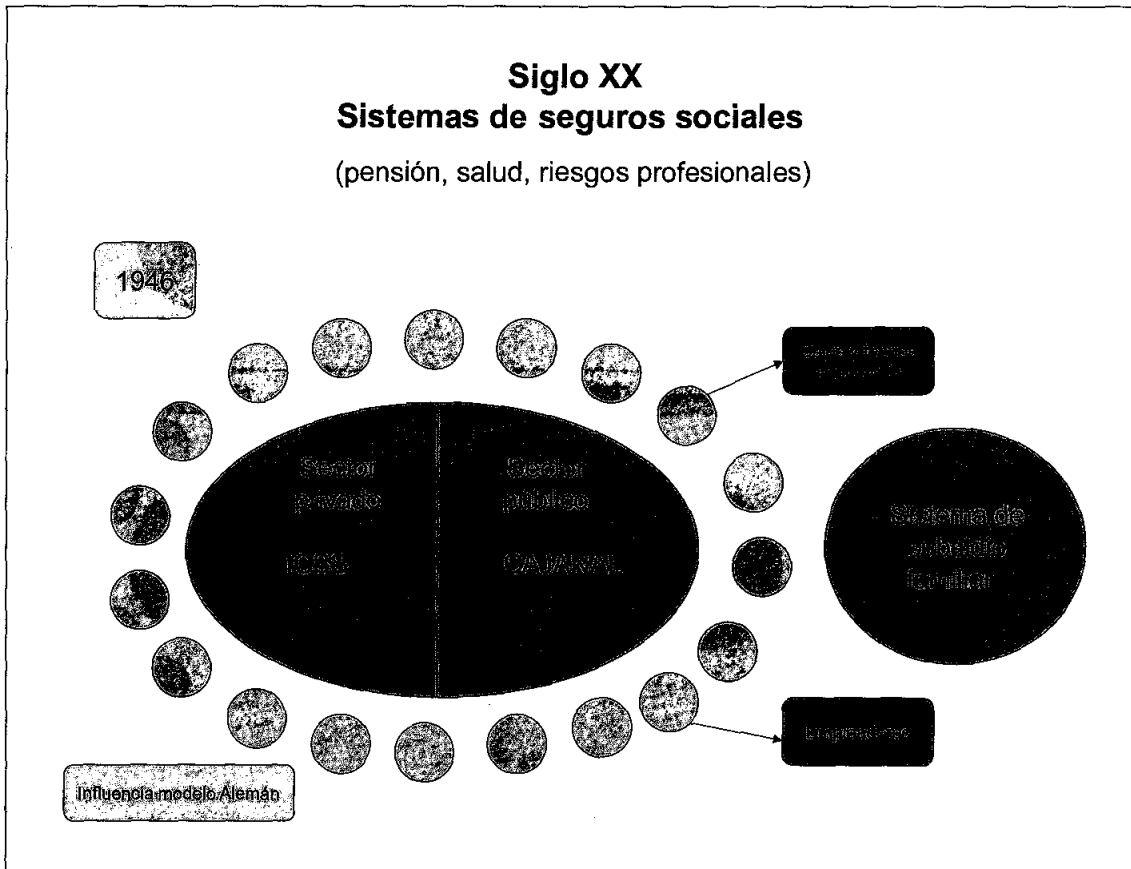 Siglo XX
Sistemas de seguros sociales
(pensión, salud, riesgos profesionales)
1946
Sector
privado
Sector
público
CAJANAL
Sistema de
subsidio
familiar
Influencia modelo Alemán